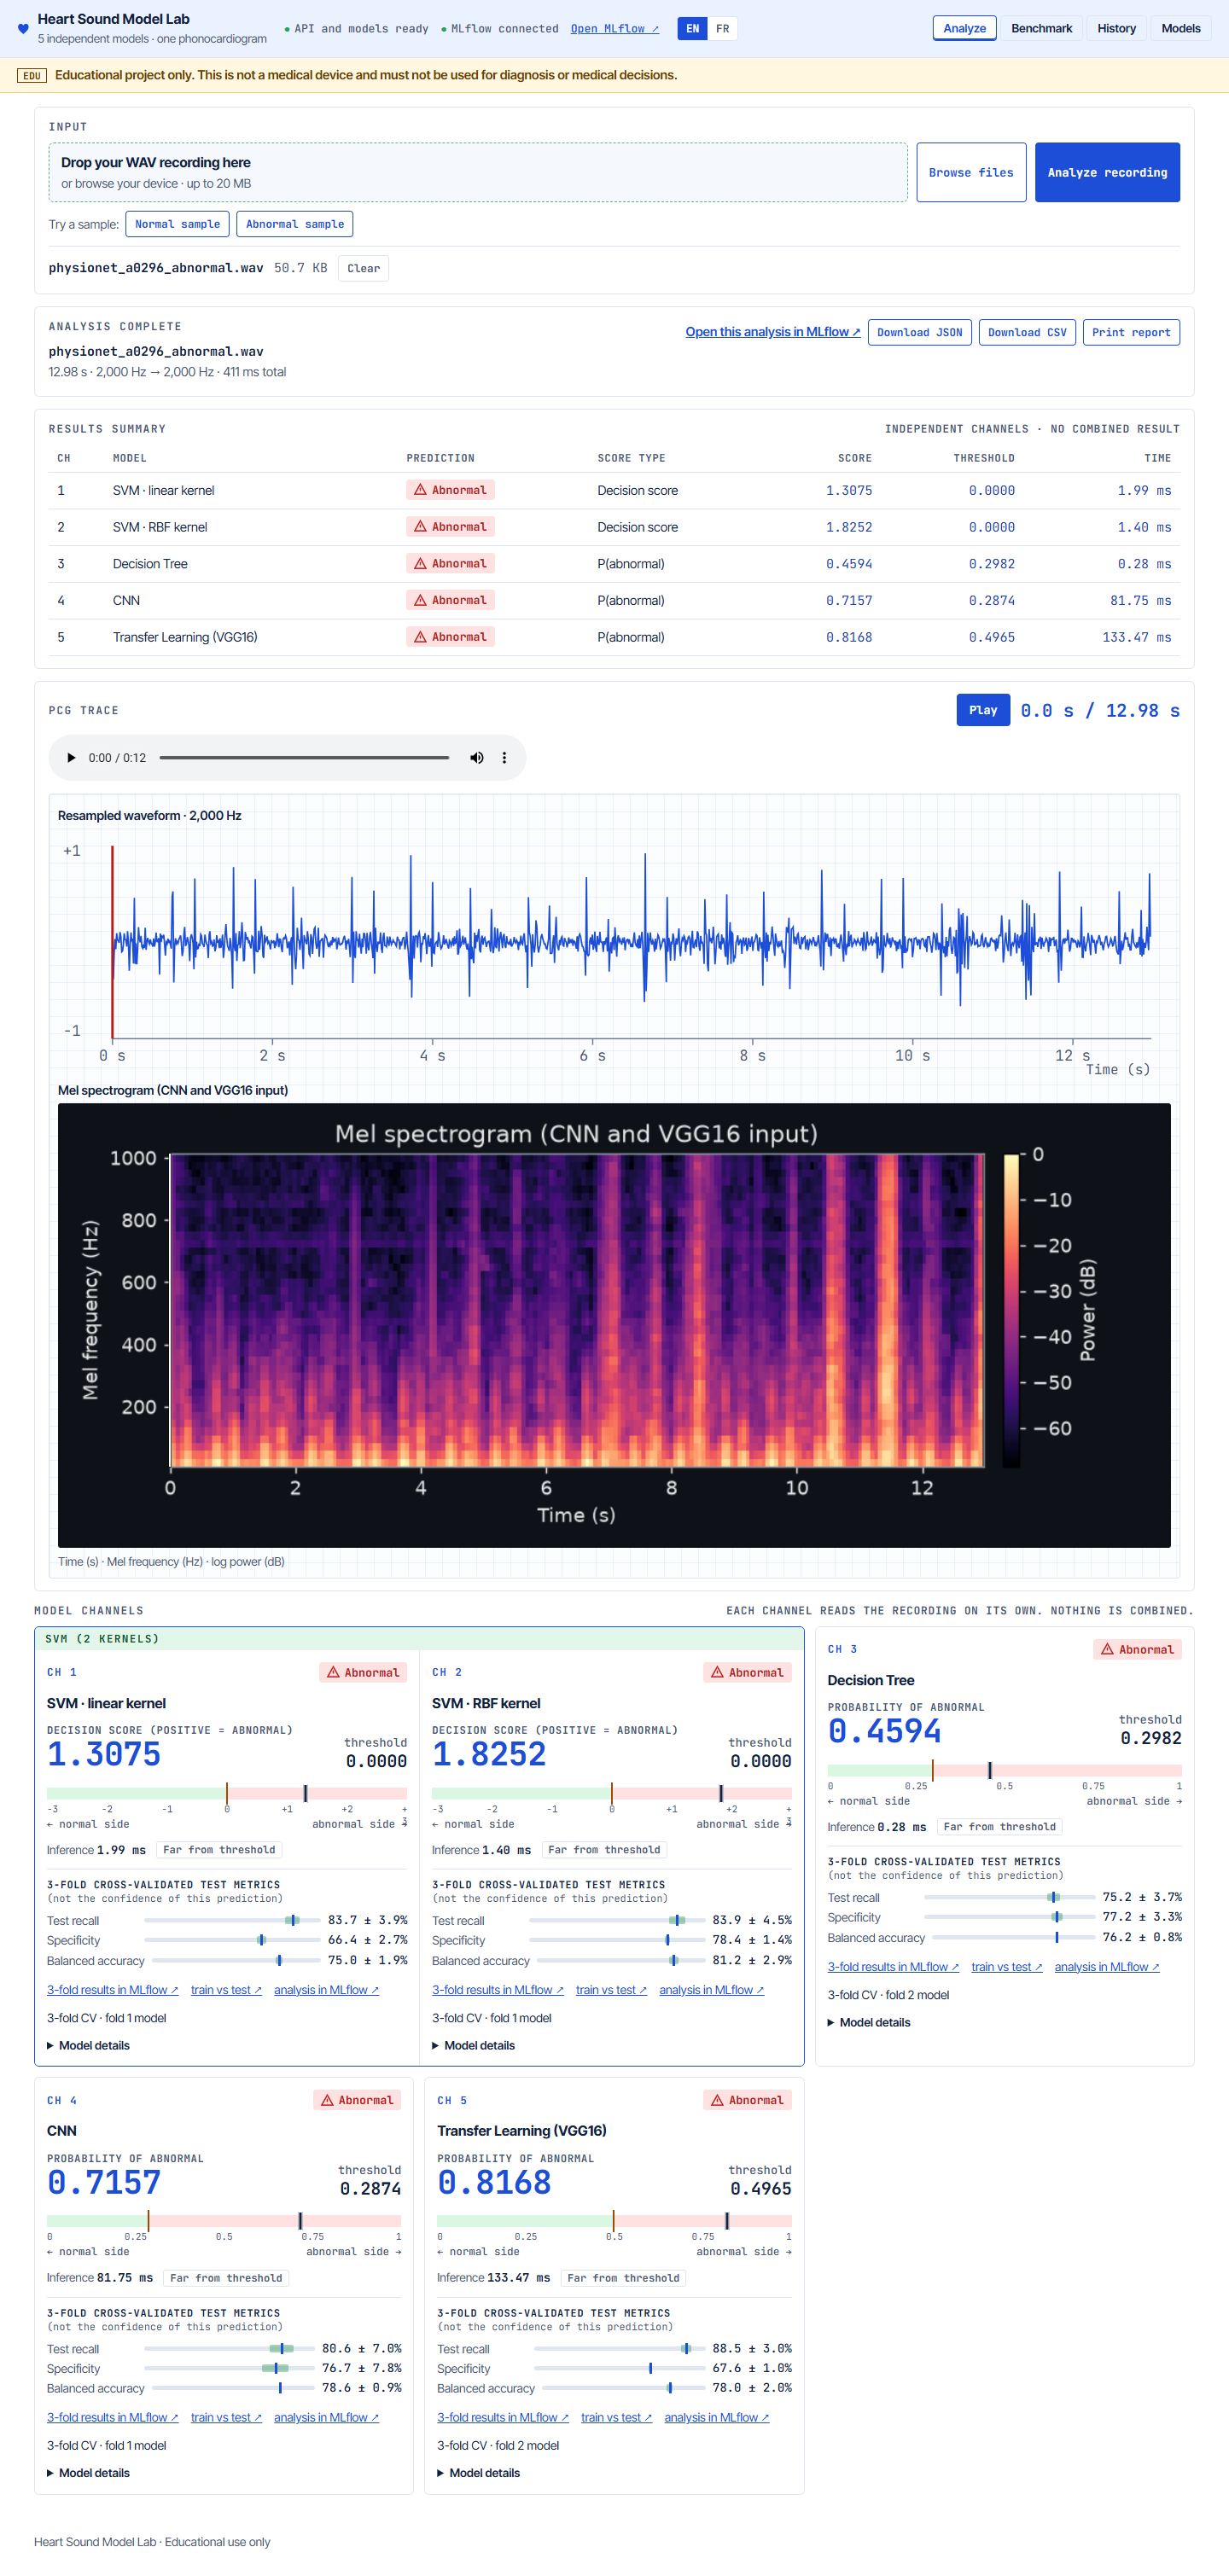 Heart Sound Model Lab
5 independent models · one phonocardiogram
● API and models ready ● MLflow connected Open MLflow ↗
EN FR
Analyze Benchmark History Models
EDU Educational project only. This is not a medical device and must not be used for diagnosis or medical decisions.
INPUT
Drop your WAV recording here
or browse your device · up to 20 MB
Browse files
Analyze recording
Try a sample: Normal sample Abnormal sample
physionet_a0296_abnormal.wav 50.7 KB Clear
ANALYSIS COMPLETE
Open this analysis in MLflow ↗ Download JSON Download CSV Print report
physionet_a0296_abnormal.wav
12.98 s · 2,000 Hz → 2,000 Hz · 411 ms total
RESULTS SUMMARY INDEPENDENT CHANNELS · NO COMBINED RESULT
CH MODEL PREDICTION SCORE TYPE SCORE THRESHOLD TIME
1 SVM · linear kernel Abnormal Decision score 1.3075 0.0000 1.99 ms
2 SVM · RBF kernel Abnormal Decision score 1.8252 0.0000 1.40 ms
3 Decision Tree Abnormal P(abnormal) 0.4594 0.2982 0.28 ms
4 CNN Abnormal P(abnormal) 0.7157 0.2874 81.75 ms
5 Transfer Learning (VGG16) Abnormal P(abnormal) 0.8168 0.4965 133.47 ms
PCG TRACE Play 0.0 s / 12.98 s
0:00 / 0:12
Resampled waveform · 2,000 Hz
+1
-1
0 s 2 s 4 s 6 s 8 s 10 s 12 s
Time (s)
Mel spectrogram (CNN and VGG16 input)
Mel spectrogram (CNN and VGG16 input)
Mel frequency (Hz)
1000
800
600
400
200
0 2 4 6 8 10 12
Time (s)
0
−10
−20
−30
−40
−50
−60
Power (dB)
Time (s) · Mel frequency (Hz) · log power (dB)
MODEL CHANNELS EACH CHANNEL READS THE RECORDING ON ITS OWN. NOTHING IS COMBINED.
SVM (2 KERNELS)
CH 1 Abnormal
SVM · linear kernel
DECISION SCORE (POSITIVE = ABNORMAL)
1.3075
threshold
0.0000
-3 -2 -1 0 +1 +2 +3
← normal side abnormal side →
Inference 1.99 ms Far from threshold
3-FOLD CROSS-VALIDATED TEST METRICS
(not the confidence of this prediction)
Test recall 83.7 ± 3.9%
Specificity 66.4 ± 2.7%
Balanced accuracy 75.0 ± 1.9%
3-fold results in MLflow ↗ train vs test ↗ analysis in MLflow ↗
3-fold CV · fold 1 model
▶ Model details
CH 2 Abnormal
SVM · RBF kernel
DECISION SCORE (POSITIVE = ABNORMAL)
1.8252
threshold
0.0000
-3 -2 -1 0 +1 +2 +3
← normal side abnormal side →
Inference 1.40 ms Far from threshold
3-FOLD CROSS-VALIDATED TEST METRICS
(not the confidence of this prediction)
Test recall 83.9 ± 4.5%
Specificity 78.4 ± 1.4%
Balanced accuracy 81.2 ± 2.9%
3-fold results in MLflow ↗ train vs test ↗ analysis in MLflow ↗
3-fold CV · fold 1 model
▶ Model details
CH 3 Abnormal
Decision Tree
PROBABILITY OF ABNORMAL
0.4594
threshold
0.2982
0 0.25 0.5 0.75 1
← normal side abnormal side →
Inference 0.28 ms Far from threshold
3-FOLD CROSS-VALIDATED TEST METRICS
(not the confidence of this prediction)
Test recall 75.2 ± 3.7%
Specificity 77.2 ± 3.3%
Balanced accuracy 76.2 ± 0.8%
3-fold results in MLflow ↗ train vs test ↗ analysis in MLflow ↗
3-fold CV · fold 2 model
▶ Model details
CH 4 Abnormal
CNN
PROBABILITY OF ABNORMAL
0.7157
threshold
0.2874
0 0.25 0.5 0.75 1
← normal side abnormal side →
Inference 81.75 ms Far from threshold
3-FOLD CROSS-VALIDATED TEST METRICS
(not the confidence of this prediction)
Test recall 80.6 ± 7.0%
Specificity 76.7 ± 7.8%
Balanced accuracy 78.6 ± 0.9%
3-fold results in MLflow ↗ train vs test ↗ analysis in MLflow ↗
3-fold CV · fold 1 model
▶ Model details
CH 5 Abnormal
Transfer Learning (VGG16)
PROBABILITY OF ABNORMAL
0.8168
threshold
0.4965
0 0.25 0.5 0.75 1
← normal side abnormal side →
Inference 133.47 ms Far from threshold
3-FOLD CROSS-VALIDATED TEST METRICS
(not the confidence of this prediction)
Test recall 88.5 ± 3.0%
Specificity 67.6 ± 1.0%
Balanced accuracy 78.0 ± 2.0%
3-fold results in MLflow ↗ train vs test ↗ analysis in MLflow ↗
3-fold CV · fold 2 model
▶ Model details
Heart Sound Model Lab · Educational use only